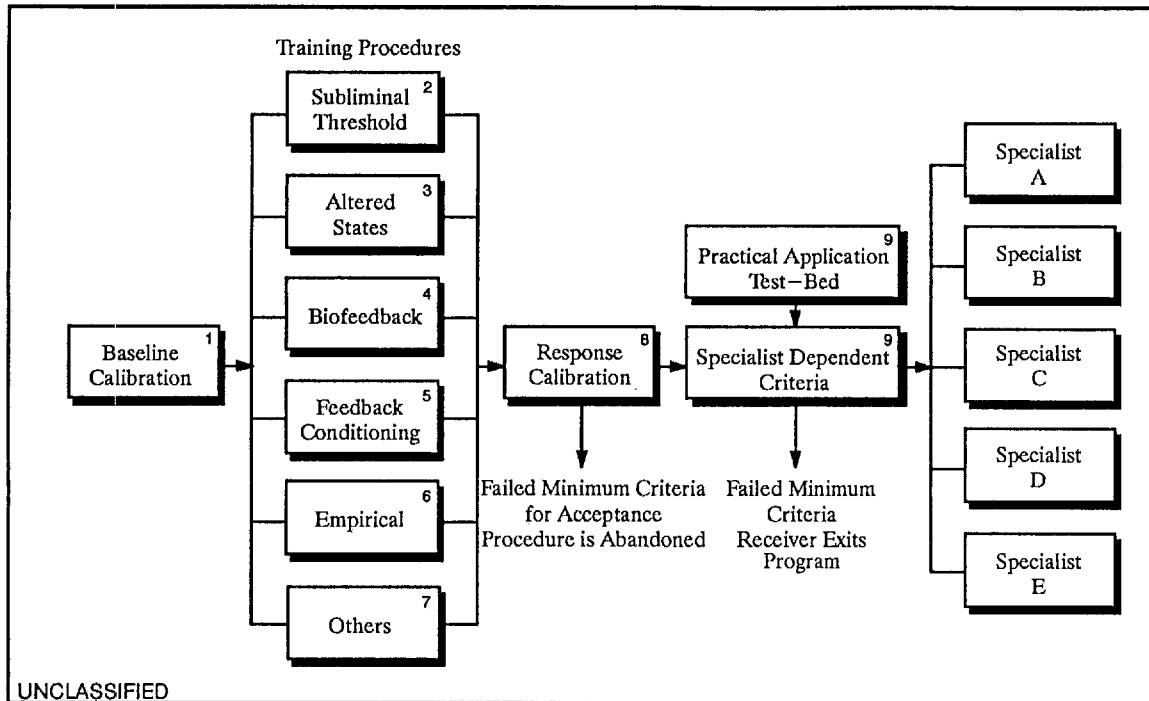 Training Procedures
2
Subliminal
Threshold
3
Altered
States
4
Biofeedback
5
Feedback
Conditioning
6
Empirical
7
Others
1
Baseline
Calibration
8
Response
Calibration
Failed Minimum Criteria
for Acceptance
Procedure is Abandoned
9
Practical Application
Test–Bed
9
Specialist Dependent
Criteria
Failed Minimum
Criteria
Receiver Exits
Program
Specialist
A
Specialist
B
Specialist
C
Specialist
D
Specialist
E
UNCLASSIFIED